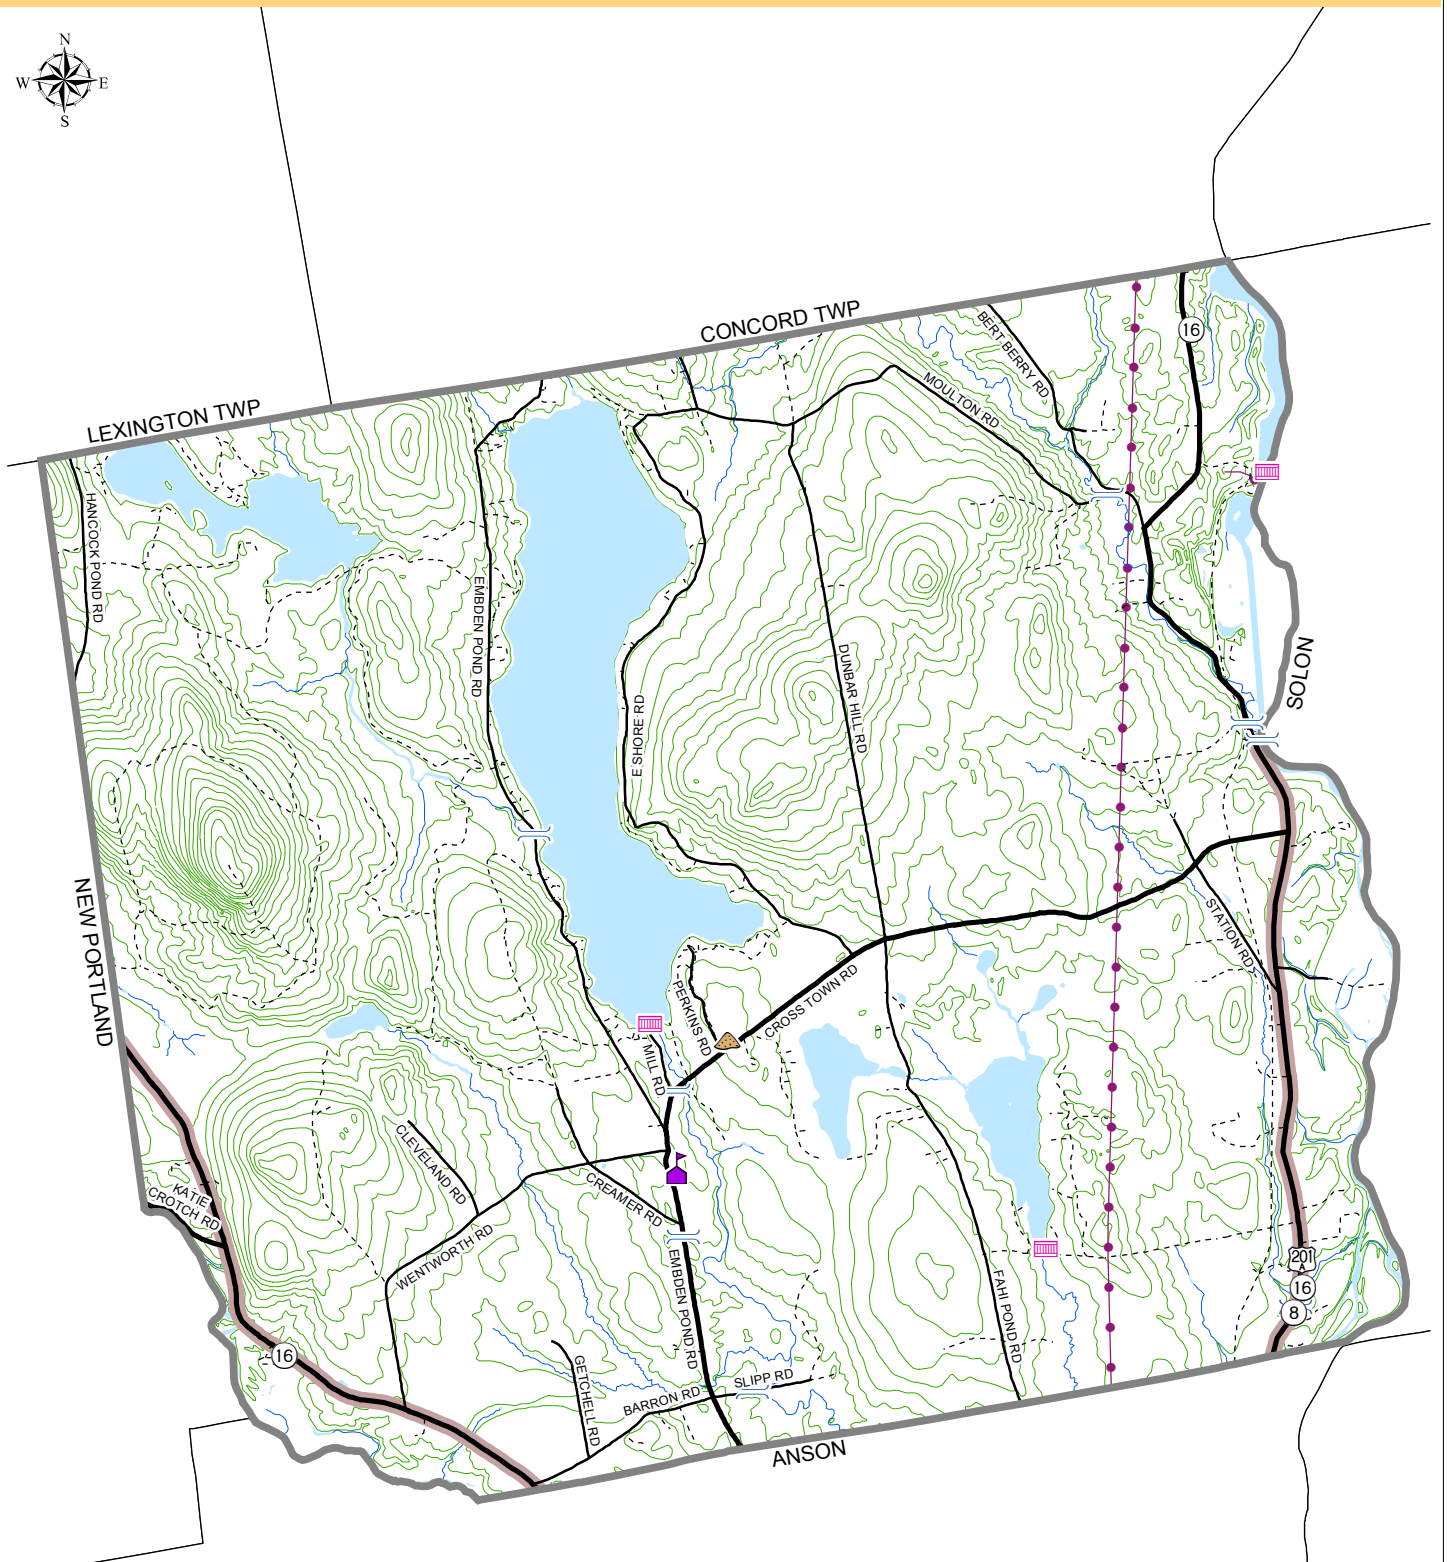 N
W E
S
CONCORD TWP
BERT BERRY RD
16
MOULTON RD
LEXINGTON TWP
HANCOCK POND RD
EMBDEN POND RD
E SHORE RD
DUNBAR HILL RD
SOLON
NEW PORTLAND
STATION RD
CROSS TOWN RD
PERKINS RD
MILL RD
CLEVELAND RD
CREAMER RD
KATIE
CROTCH RD
WENTWORTH RD
EMBDEN POND RD
FAHI POND RD
201
A
16
8
16
GETCHELL RD
BARRON RD
SLIPP RD
ANSON